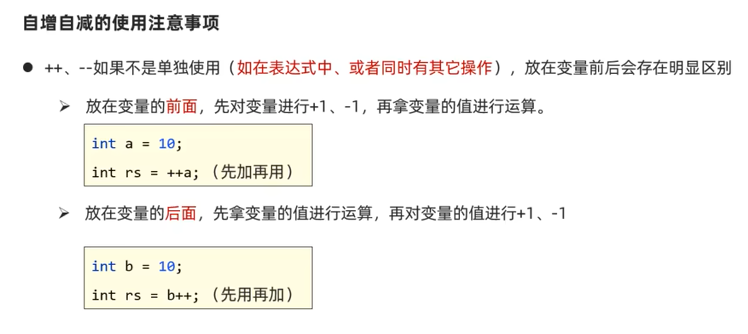 自增自减的使用注意事项
● ++、--如果不是单独使用（如在表达式中、或者同时有其它操作），放在变量前后会存在明显区别
➢ 放在变量的前面，先对变量进行+1、-1，再拿变量的值进行运算。
int a = 10;
int rs = ++a;（先加再用）
➢ 放在变量的后面，先拿变量的值进行运算，再对变量的值进行+1、-1
int b = 10;
int rs = b++;（先用再加）